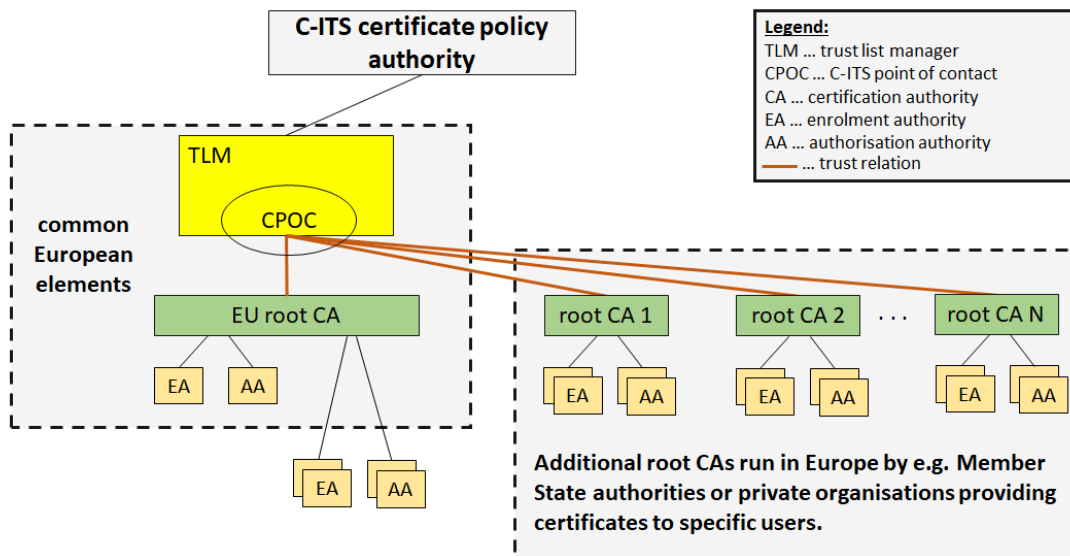 C-ITS certificate policy
authority
Legend:
TLM ... trust list manager
CPOC ... C-ITS point of contact
CA ... certification authority
EA ... enrolment authority
AA ... authorisation authority
... trust relation
TLM
CPOC
common
European
elements
EU root CA
root CA 1
root CA 2
. . .
root CA N
EA
AA
EA
AA
EA
AA
EA
AA
EA
AA
Additional root CAs run in Europe by e.g. Member
State authorities or private organisations providing
certificates to specific users.